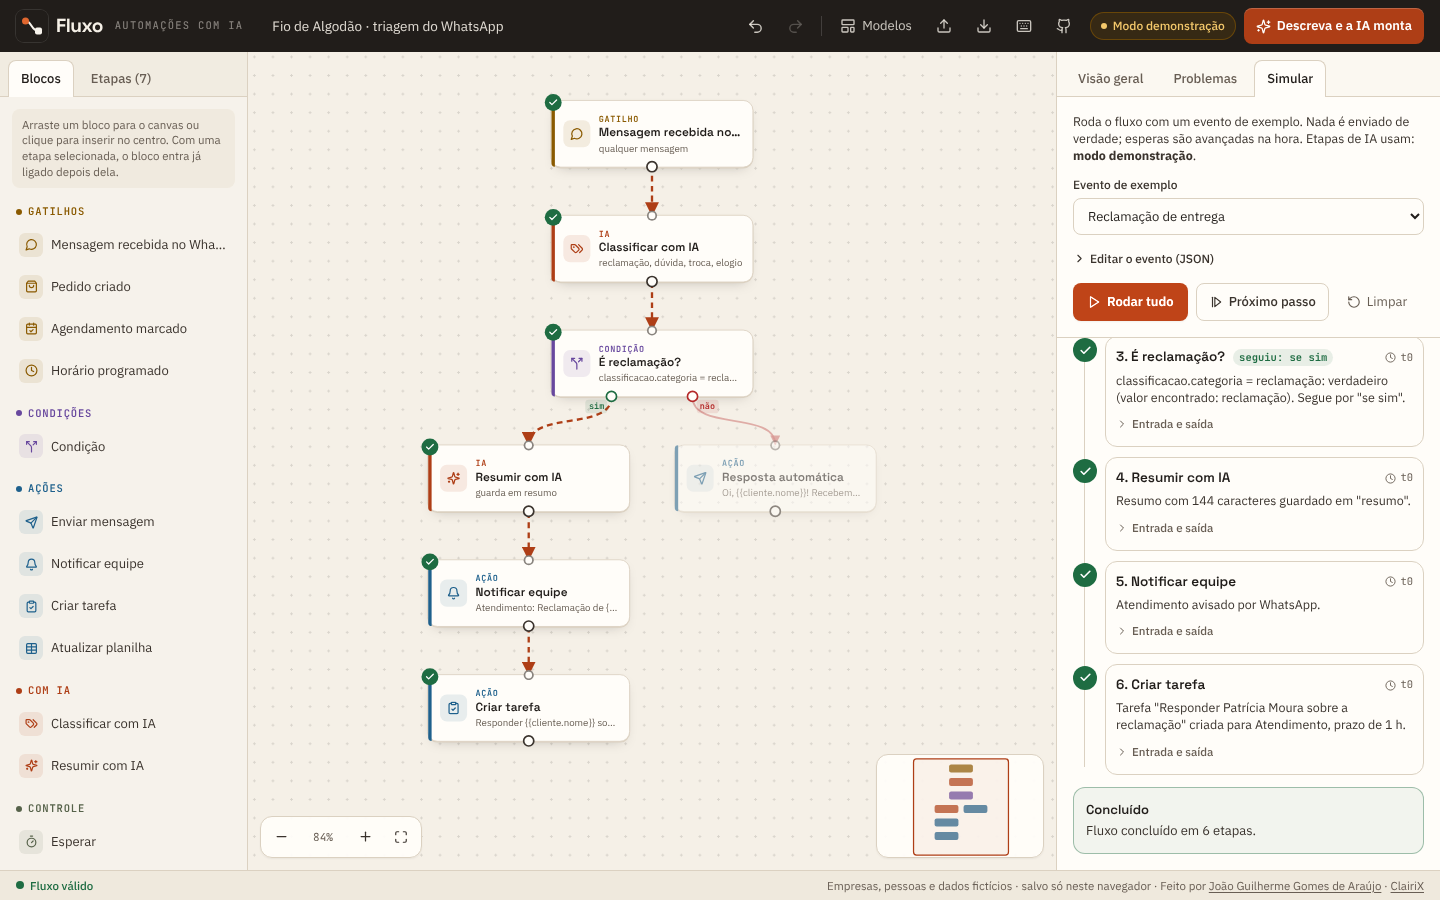 Fluxo AUTOMAÇÕES COM IA
Fio de Algodão · triagem do WhatsApp
Modelos
Modo demonstração
Descreva e a IA monta
Blocos
Etapas (7)
Arraste um bloco para o canvas ou
clique para inserir no centro. Com uma
etapa selecionada, o bloco entra já
ligado depois dela.
GATILHOS
Mensagem recebida no Wha...
Pedido criado
Agendamento marcado
Horário programado
CONDIÇÕES
Condição
AÇÕES
Enviar mensagem
Notificar equipe
Criar tarefa
Atualizar planilha
COM IA
Classificar com IA
Resumir com IA
CONTROLE
Esperar
GATILHO
Mensagem recebida no...
qualquer mensagem
IA
Classificar com IA
reclamação, dúvida, troca, elogio
CONDIÇÃO
É reclamação?
classificacao.categoria = recla...
sim
não
IA
Resumir com IA
guarda em resumo
AÇÃO
Resposta automática
Oi, {{cliente.nome}}! Recebem...
AÇÃO
Notificar equipe
Atendimento: Reclamação de {...
AÇÃO
Criar tarefa
Responder {{cliente.nome}} so...
84%
Visão geral
Problemas
Simular
Roda o fluxo com um evento de exemplo. Nada é enviado de
verdade; esperas são avançadas na hora. Etapas de IA usam:
modo demonstração.
Evento de exemplo
Reclamação de entrega
Editar o evento (JSON)
Rodar tudo
Próximo passo
Limpar
3. É reclamação? seguiu: se sim t0
classificacao.categoria = reclamação: verdadeiro
(valor encontrado: reclamação). Segue por "se sim".
Entrada e saída
4. Resumir com IA t0
Resumo com 144 caracteres guardado em "resumo".
Entrada e saída
5. Notificar equipe t0
Atendimento avisado por WhatsApp.
Entrada e saída
6. Criar tarefa t0
Tarefa "Responder Patrícia Moura sobre a
reclamação" criada para Atendimento, prazo de 1 h.
Entrada e saída
Concluído
Fluxo concluído em 6 etapas.
Fluxo válido
Empresas, pessoas e dados fictícios · salvo só neste navegador · Feito por João Guilherme Gomes de Araújo · ClairiX